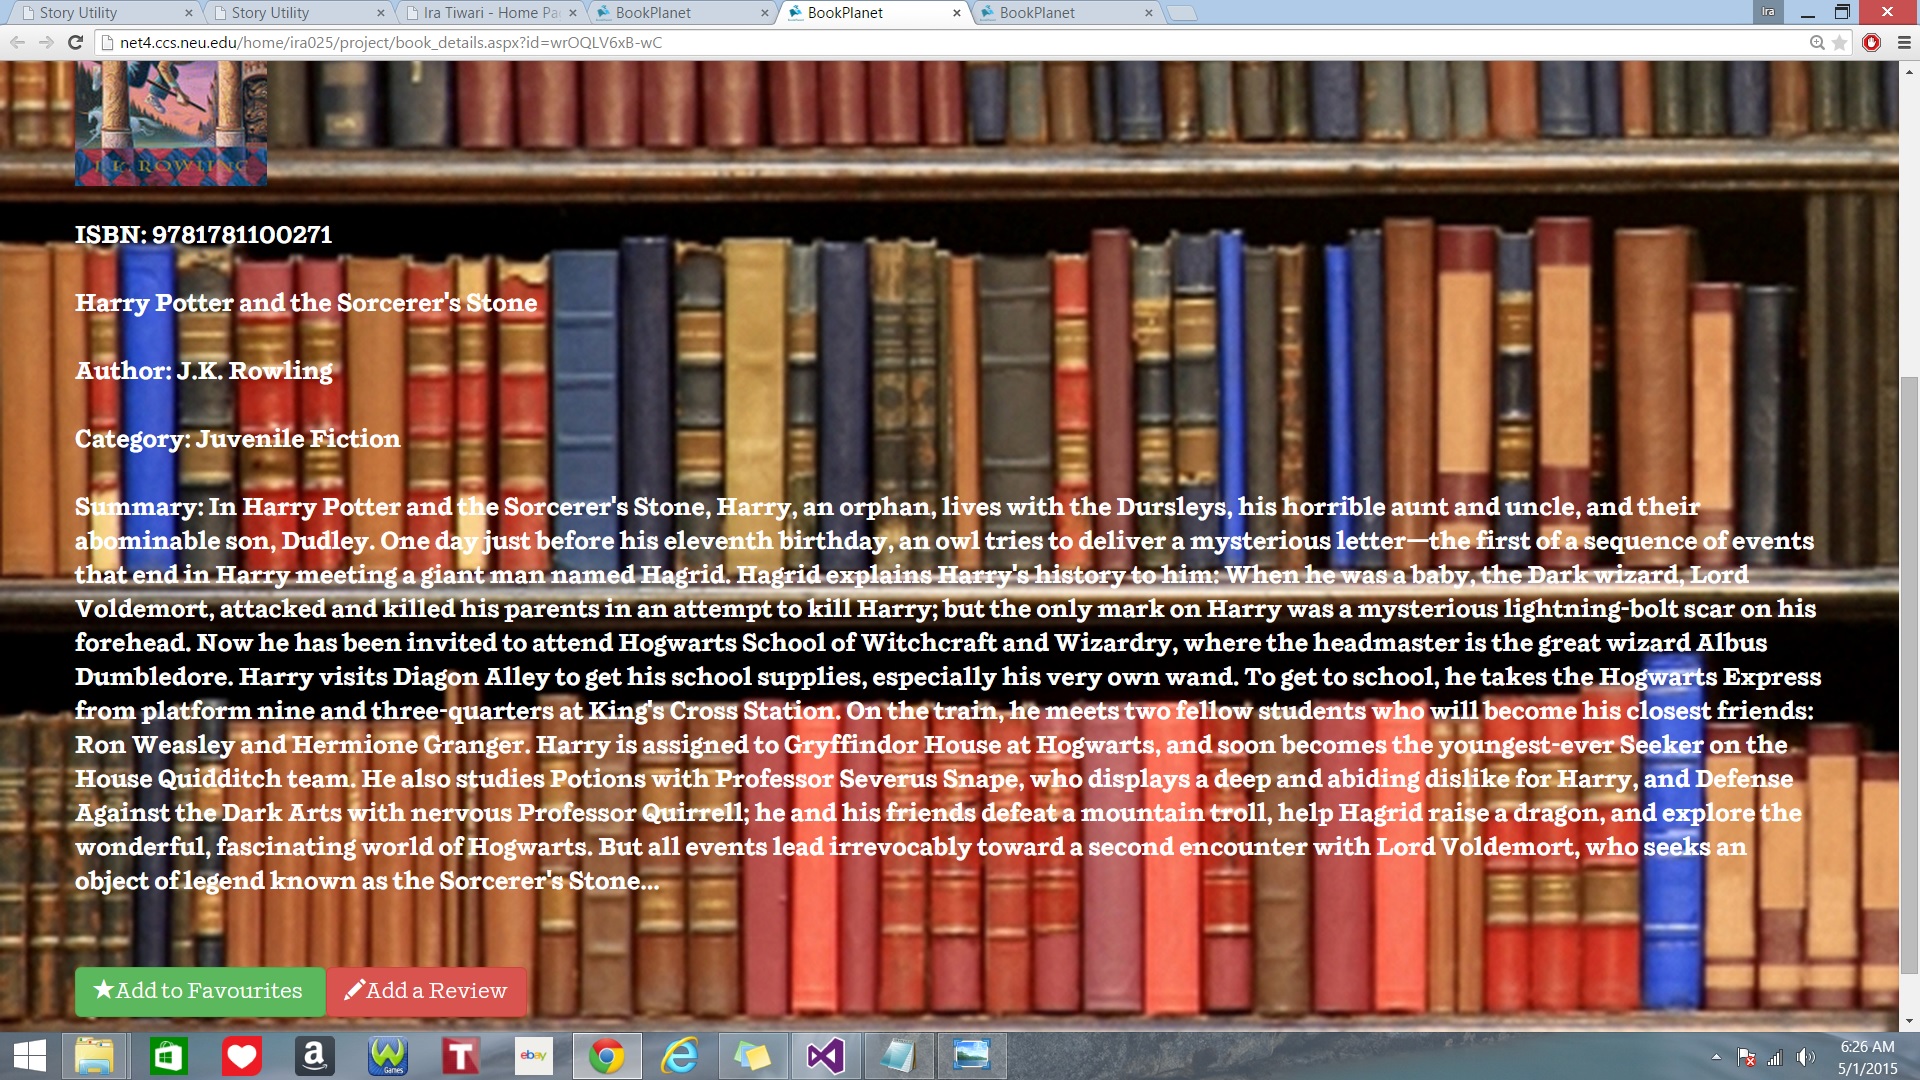 Story Utility
Story Utility
Ira Tiwari - Home Pa
BookPlanet
BookPlanet
BookPlanet
Ira
net4.ccs.neu.edu/home/ira025/project/book_details.aspx?id=wrOQLV6xB-wC
J.K. ROWLING
ISBN: 9781781100271
Harry Potter and the Sorcerer's Stone
Author: J.K. Rowling
Category: Juvenile Fiction
Summary: In Harry Potter and the Sorcerer's Stone, Harry, an orphan, lives with the Dursleys, his horrible aunt and uncle, and their
abominable son, Dudley. One day just before his eleventh birthday, an owl tries to deliver a mysterious letter—the first of a sequence of events
that end in Harry meeting a giant man named Hagrid. Hagrid explains Harry's history to him: When he was a baby, the Dark wizard, Lord
Voldemort, attacked and killed his parents in an attempt to kill Harry; but the only mark on Harry was a mysterious lightning-bolt scar on his
forehead. Now he has been invited to attend Hogwarts School of Witchcraft and Wizardry, where the headmaster is the great wizard Albus
Dumbledore. Harry visits Diagon Alley to get his school supplies, especially his very own wand. To get to school, he takes the Hogwarts Express
from platform nine and three-quarters at King's Cross Station. On the train, he meets two fellow students who will become his closest friends:
Ron Weasley and Hermione Granger. Harry is assigned to Gryffindor House at Hogwarts, and soon becomes the youngest-ever Seeker on the
House Quidditch team. He also studies Potions with Professor Severus Snape, who displays a deep and abiding dislike for Harry, and Defense
Against the Dark Arts with nervous Professor Quirrell; he and his friends defeat a mountain troll, help Hagrid raise a dragon, and explore the
wonderful, fascinating world of Hogwarts. But all events lead irrevocably toward a second encounter with Lord Voldemort, who seeks an
object of legend known as the Sorcerer's Stone...
Add to Favourites
Add a Review
a
W
Games
T
ebay
6:26 AM
5/1/2015